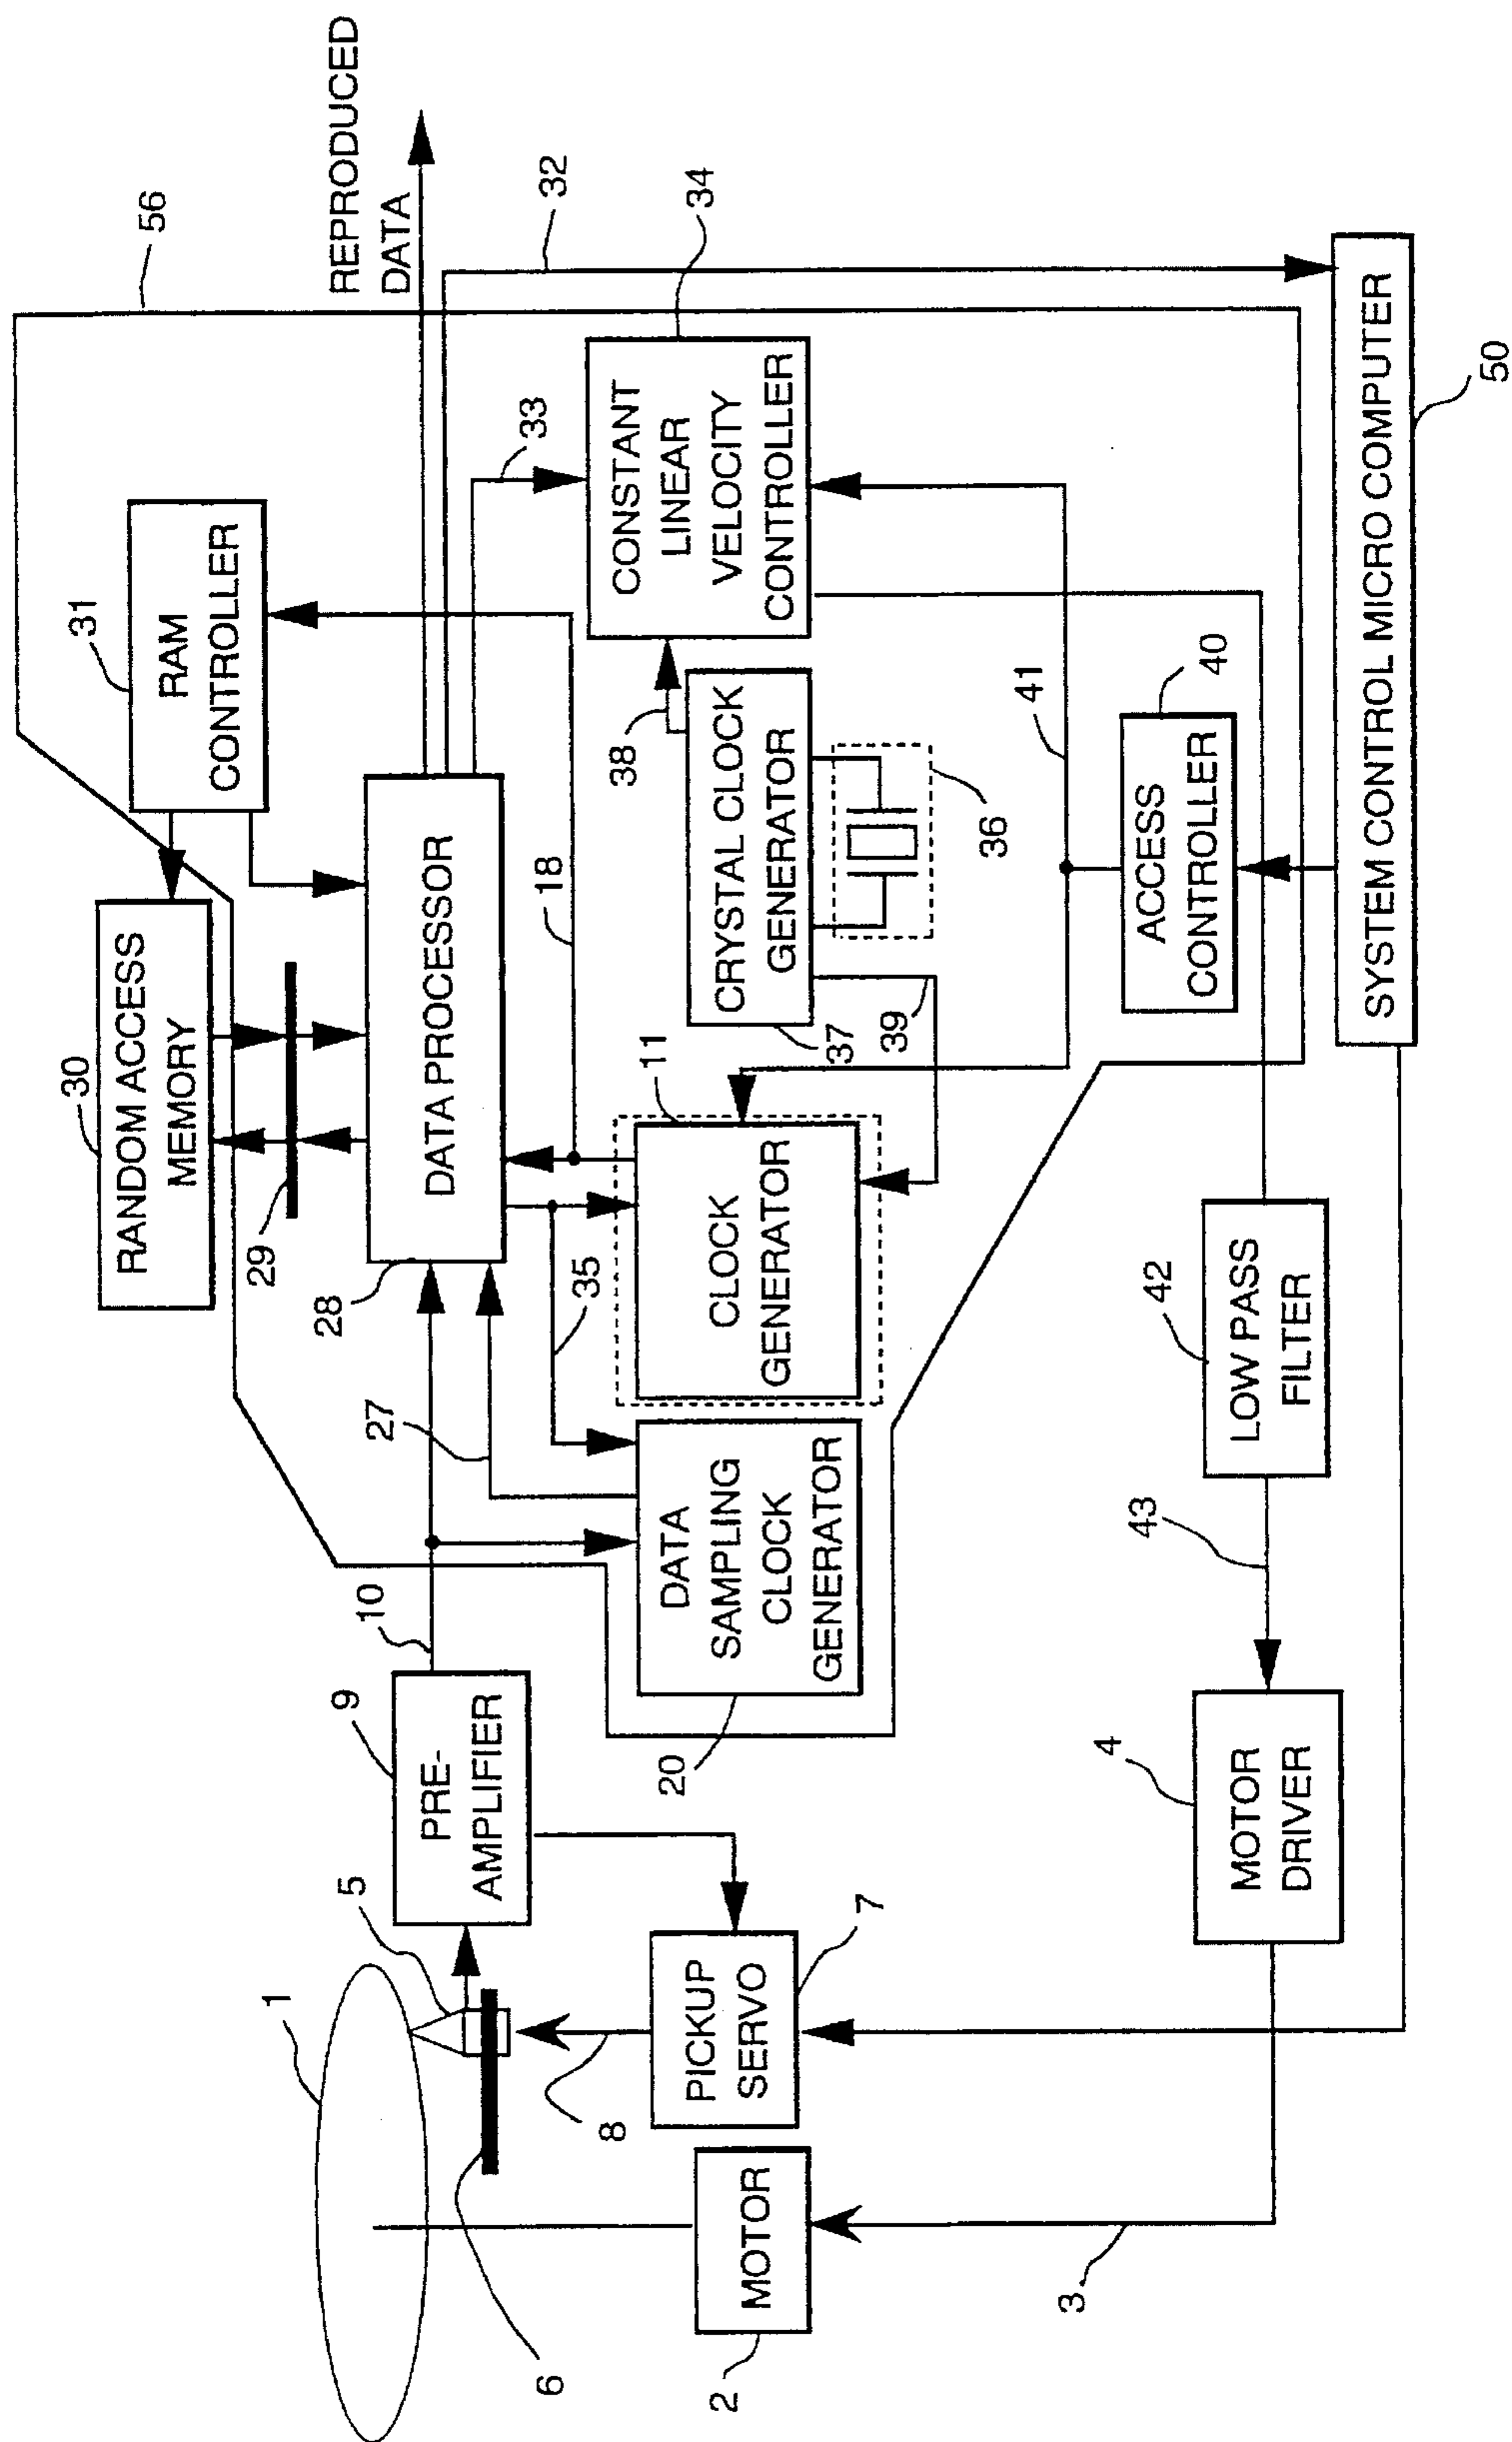 1
2
MOTOR
3
4
MOTOR
DRIVER
5
6
7
PICKUP
SERVO
8
9
PRE-
AMPLIFIER
10
20
DATA
SAMPLING
CLOCK
GENERATOR
27
35
11
CLOCK
GENERATOR
28
DATA PROCESSOR
29
30
RANDOM ACCESS
MEMORY
31
RAM
CONTROLLER
18
56
REPRODUCED
DATA
32
33
34
CONSTANT
LINEAR
VELOCITY
CONTROLLER
38
CRYSTAL CLOCK
GENERATOR
36
37
39
41
40
ACCESS
CONTROLLER
42
LOW PASS
FILTER
43
SYSTEM CONTROL MICRO COMPUTER
50